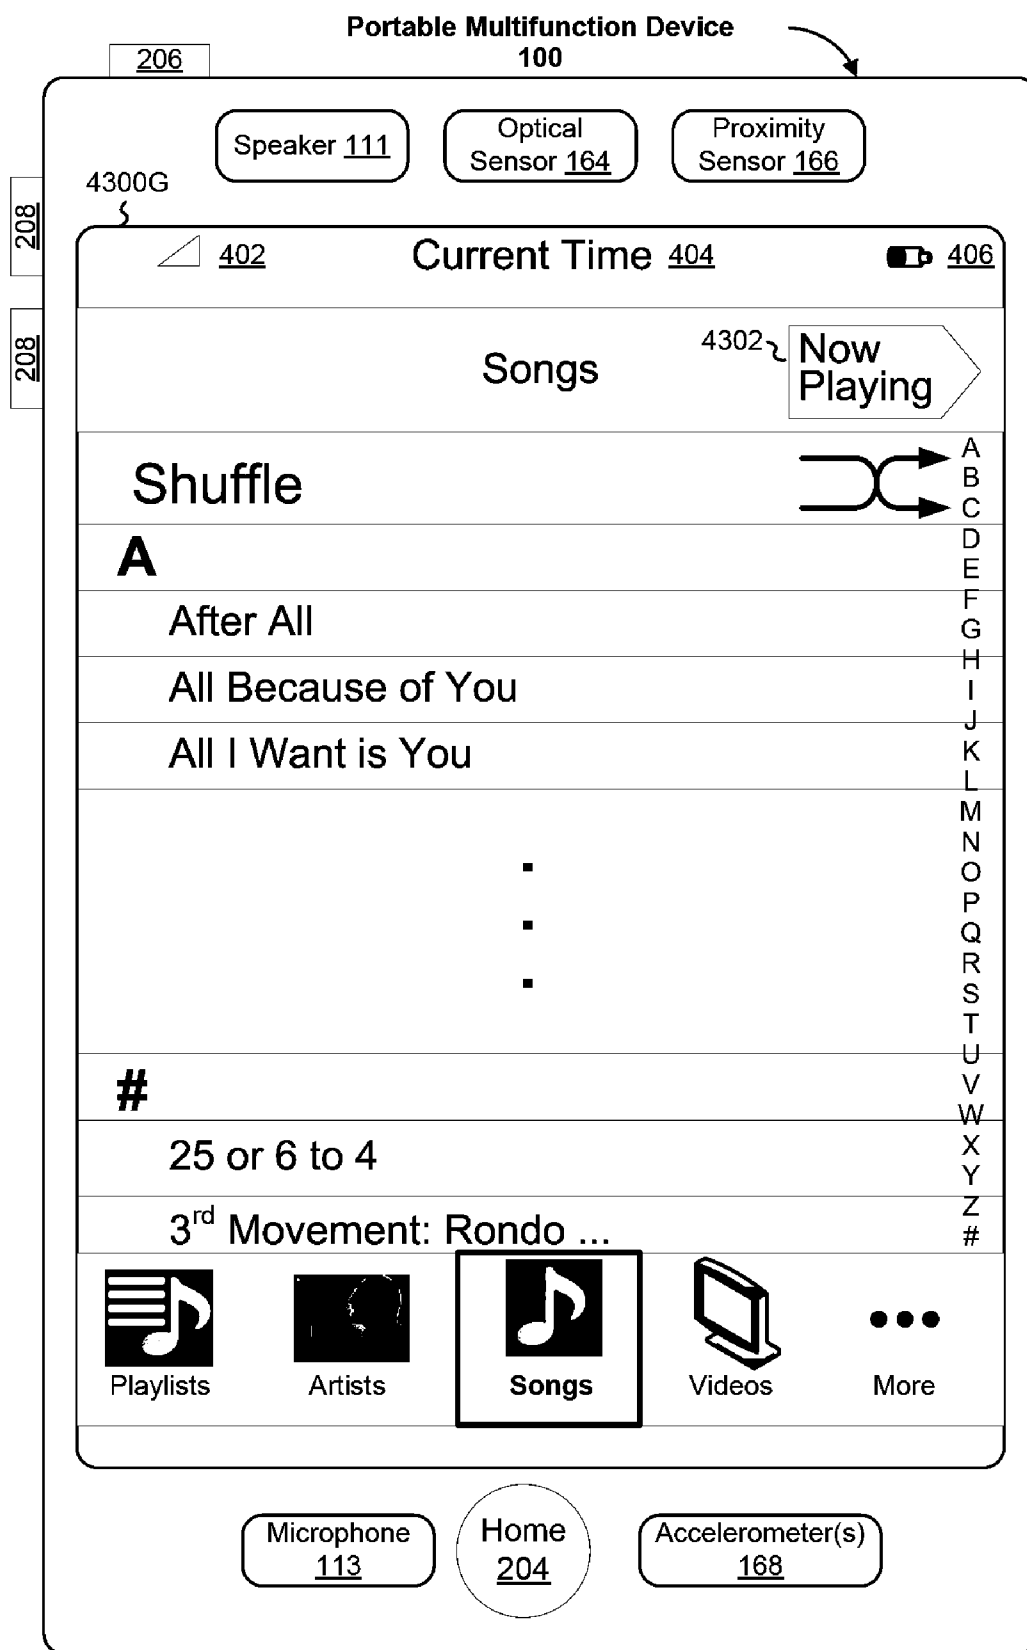 Portable Multifunction Device
100
206
Speaker 111
Optical
Sensor 164
Proximity
Sensor 166
4300G
208
208
402
Current Time 404
406
Songs
4302
Now
Playing
Shuffle
A
After All
All Because of You
All I Want is You
#
25 or 6 to 4
3rd Movement: Rondo ...
A
B
C
D
E
F
G
H
I
J
K
L
M
N
O
P
Q
R
S
T
U
V
W
X
Y
Z
#
Playlists
Artists
Songs
Videos
More
Microphone
113
Home
204
Accelerometer(s)
168